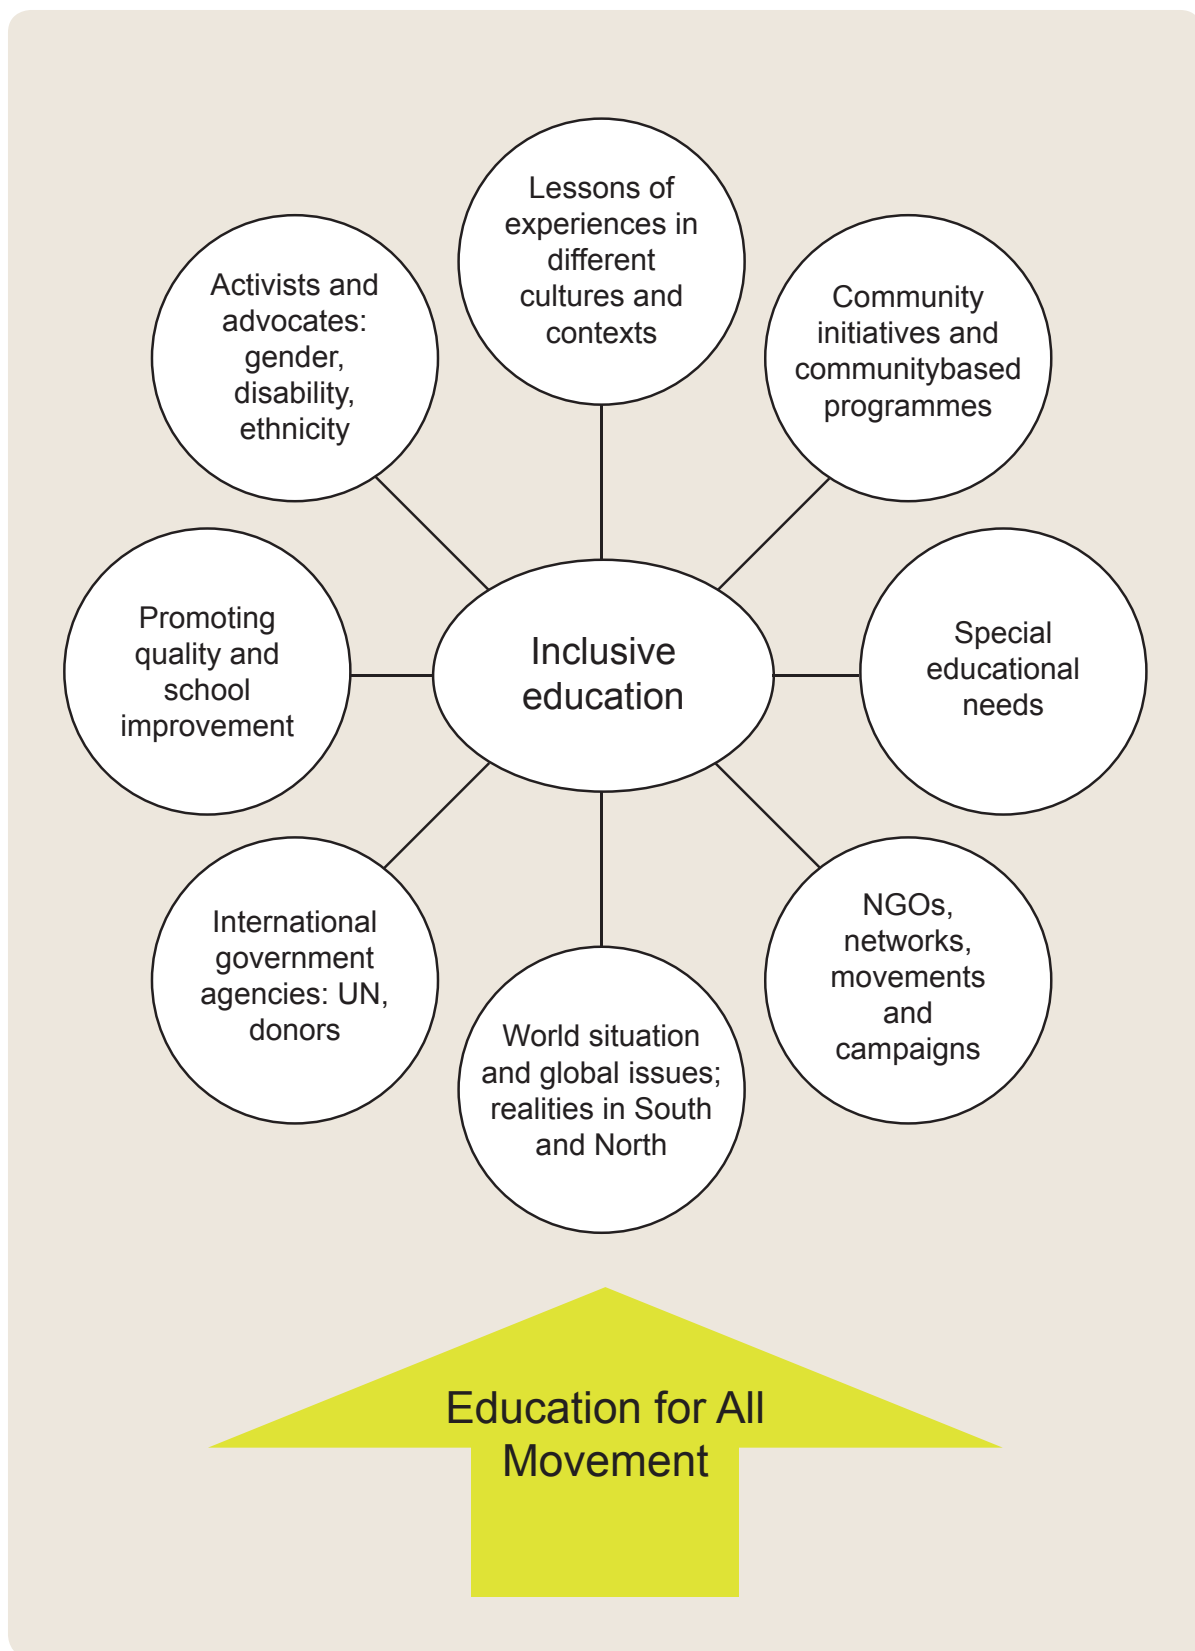 Lessons of
experiences in
different
cultures and
contexts
Activists and
advocates:
gender,
disability,
ethnicity
Community
initiatives and
communitybased
programmes
Promoting
quality and
school
improvement
Inclusive
education
Special
educational
needs
International
government
agencies: UN,
donors
NGOs,
networks,
movements
and
campaigns
World situation
and global issues;
realities in South
and North
Education for All
Movement